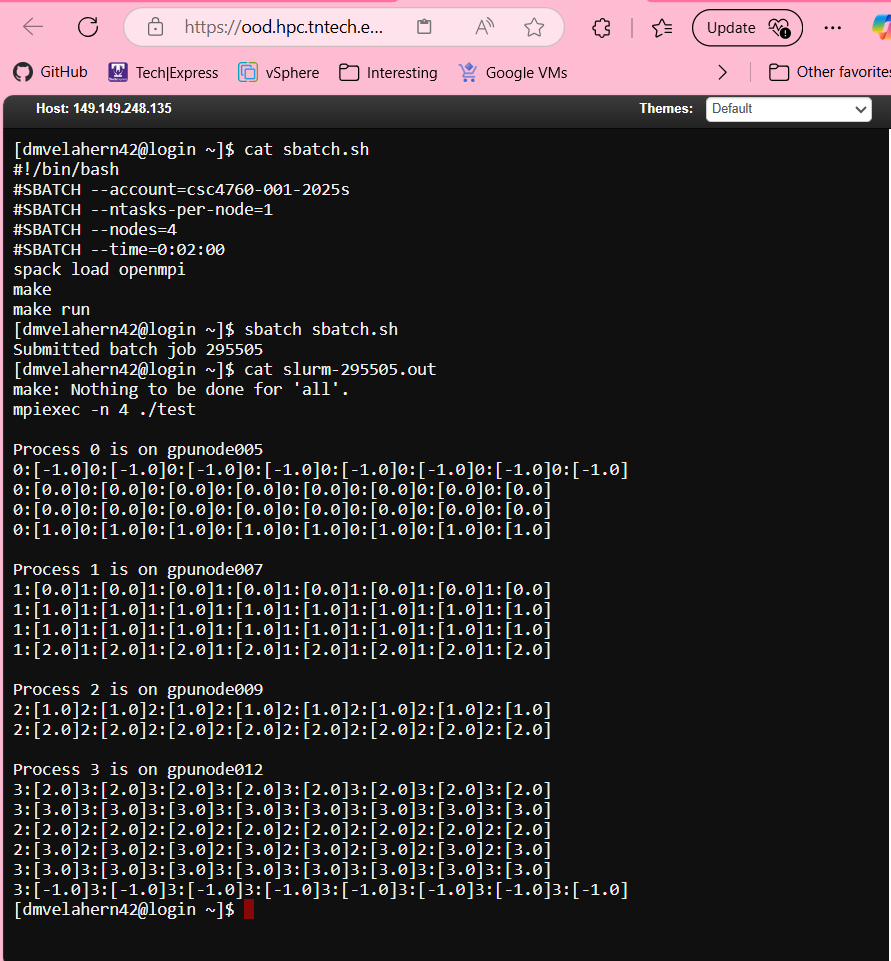 https://ood.hpc.tntech.e...
Update
GitHub
Tech|Express
vSphere
Interesting
Google VMs
Other favorites
Host: 149.149.248.135
Themes:
Default
[dmvelahern42@login ~]$ cat sbatch.sh
#!/bin/bash
#SBATCH --account=csc4760-001-2025s
#SBATCH --ntasks-per-node=1
#SBATCH --nodes=4
#SBATCH --time=0:02:00
spack load openmpi
make
make run
[dmvelahern42@login ~]$ sbatch sbatch.sh
Submitted batch job 295505
[dmvelahern42@login ~]$ cat slurm-295505.out
make: Nothing to be done for 'all'.
mpiexec -n 4 ./test
Process 0 is on gpunode005
0:[-1.0]0:[-1.0]0:[-1.0]0:[-1.0]0:[-1.0]0:[-1.0]0:[-1.0]0:[-1.0]
0:[0.0]0:[0.0]0:[0.0]0:[0.0]0:[0.0]0:[0.0]0:[0.0]0:[0.0]
0:[0.0]0:[0.0]0:[0.0]0:[0.0]0:[0.0]0:[0.0]0:[0.0]0:[0.0]
0:[1.0]0:[1.0]0:[1.0]0:[1.0]0:[1.0]0:[1.0]0:[1.0]0:[1.0]
Process 1 is on gpunode007
1:[0.0]1:[0.0]1:[0.0]1:[0.0]1:[0.0]1:[0.0]1:[0.0]1:[0.0]
1:[1.0]1:[1.0]1:[1.0]1:[1.0]1:[1.0]1:[1.0]1:[1.0]1:[1.0]
1:[1.0]1:[1.0]1:[1.0]1:[1.0]1:[1.0]1:[1.0]1:[1.0]1:[1.0]
1:[2.0]1:[2.0]1:[2.0]1:[2.0]1:[2.0]1:[2.0]1:[2.0]1:[2.0]
Process 2 is on gpunode009
2:[1.0]2:[1.0]2:[1.0]2:[1.0]2:[1.0]2:[1.0]2:[1.0]2:[1.0]
2:[2.0]2:[2.0]2:[2.0]2:[2.0]2:[2.0]2:[2.0]2:[2.0]2:[2.0]
Process 3 is on gpunode012
3:[2.0]3:[2.0]3:[2.0]3:[2.0]3:[2.0]3:[2.0]3:[2.0]3:[2.0]
3:[3.0]3:[3.0]3:[3.0]3:[3.0]3:[3.0]3:[3.0]3:[3.0]3:[3.0]
2:[2.0]2:[2.0]2:[2.0]2:[2.0]2:[2.0]2:[2.0]2:[2.0]2:[2.0]
2:[3.0]2:[3.0]2:[3.0]2:[3.0]2:[3.0]2:[3.0]2:[3.0]2:[3.0]
3:[3.0]3:[3.0]3:[3.0]3:[3.0]3:[3.0]3:[3.0]3:[3.0]3:[3.0]
3:[-1.0]3:[-1.0]3:[-1.0]3:[-1.0]3:[-1.0]3:[-1.0]3:[-1.0]3:[-1.0]
[dmvelahern42@login ~]$